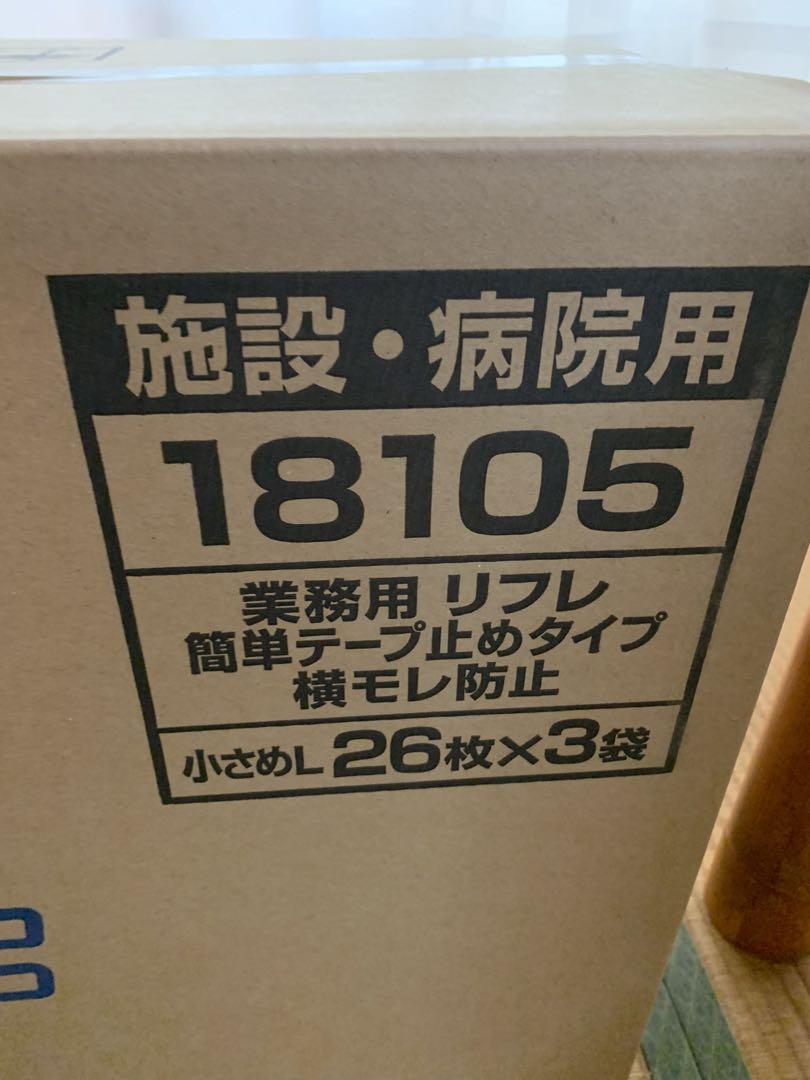 施設・病院用
18105
業務用 リフレ
簡単テープ止めタイプ
横モレ防止
小さめL 26枚×3袋